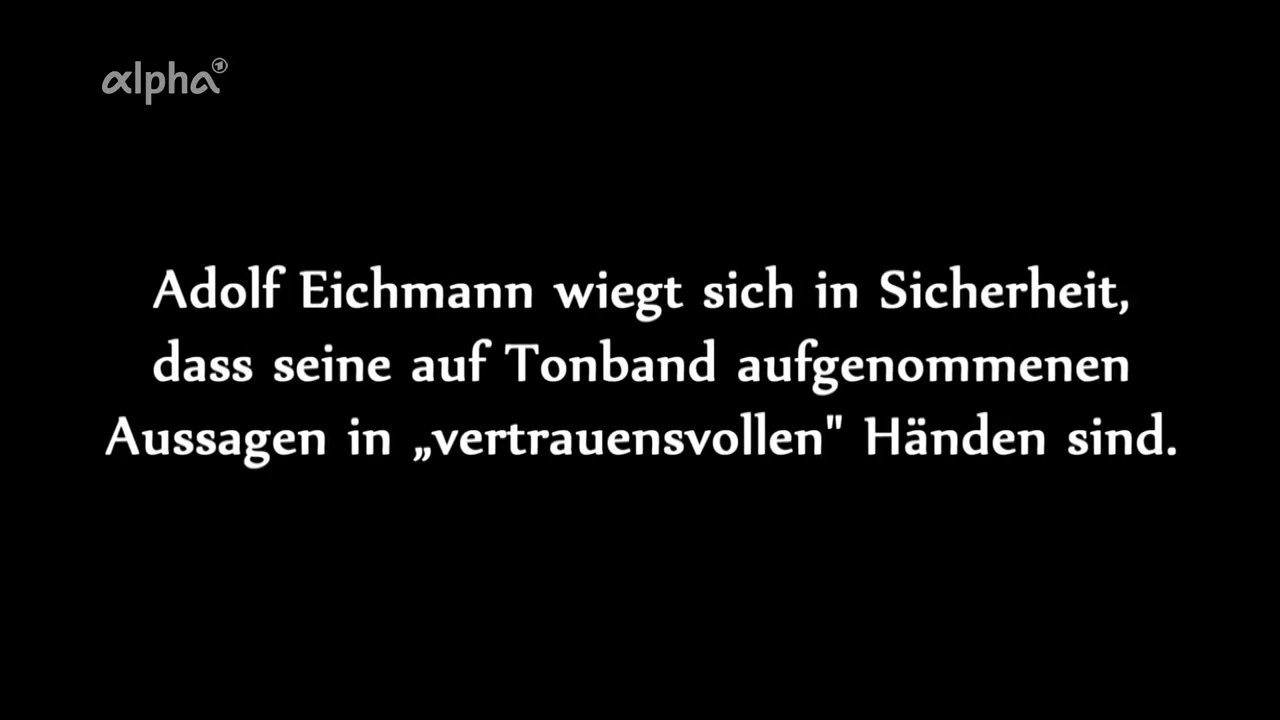 alpha
Adolf Eichmann wiegt sich in Sicherheit,
dass seine auf Tonband aufgenommenen
Aussagen in „vertrauensvollen" Händen sind.